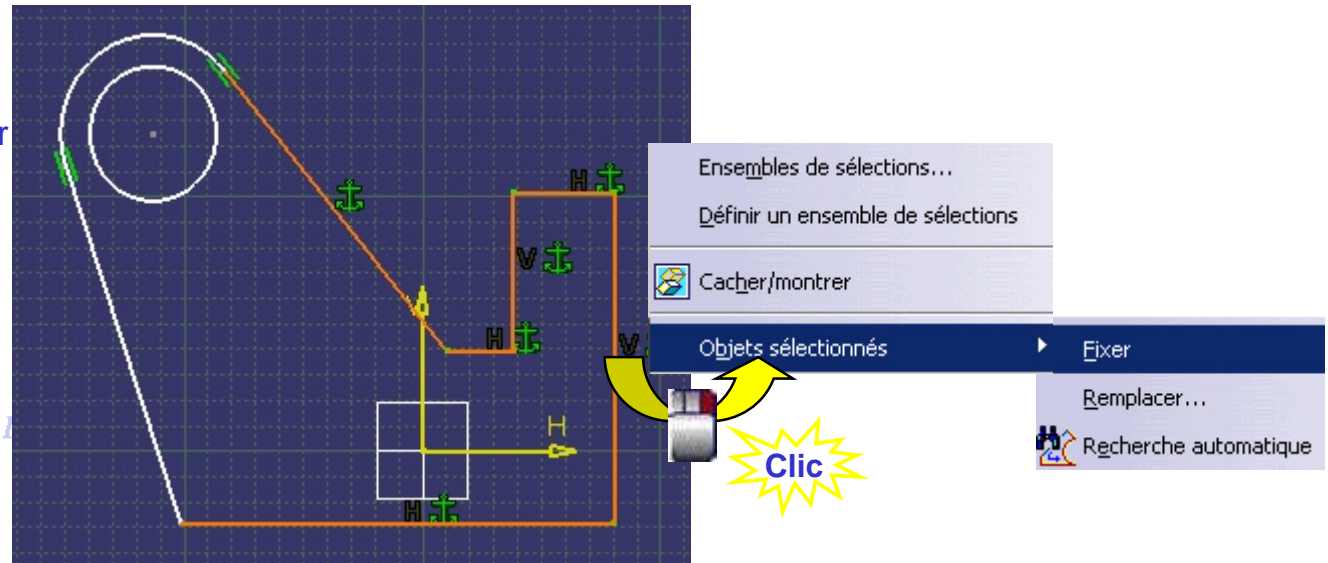 r
Ensembles de sélections...
Définir un ensemble de sélections
Cacher/montrer
Objets sélectionnés
Fixer
Remplacer...
Recherche automatique
Clic
H
V
H
V
H
H